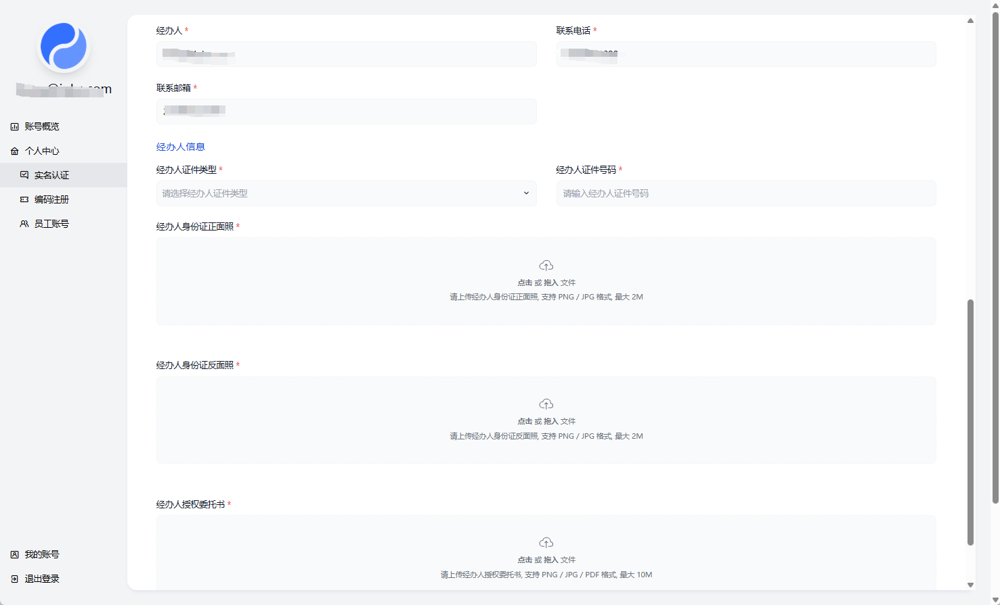 账号概览
个人中心
实名认证
编码注册
员工账号
我的账号
退出登录
经办人 *
联系电话 *
联系邮箱 *
经办人信息
经办人证件类型 *
经办人证件号码 *
请选择经办人证件类型
请输入经办人证件号码
经办人身份证正面照 *
点击 或 拖入 文件
请上传经办人身份证正面照, 支持 PNG / JPG 格式, 最大 2M
经办人身份证反面照 *
点击 或 拖入 文件
请上传经办人身份证反面照, 支持 PNG / JPG 格式, 最大 2M
经办人授权委托书 *
点击 或 拖入 文件
请上传经办人授权委托书, 支持 PNG / JPG / PDF 格式, 最大 10M